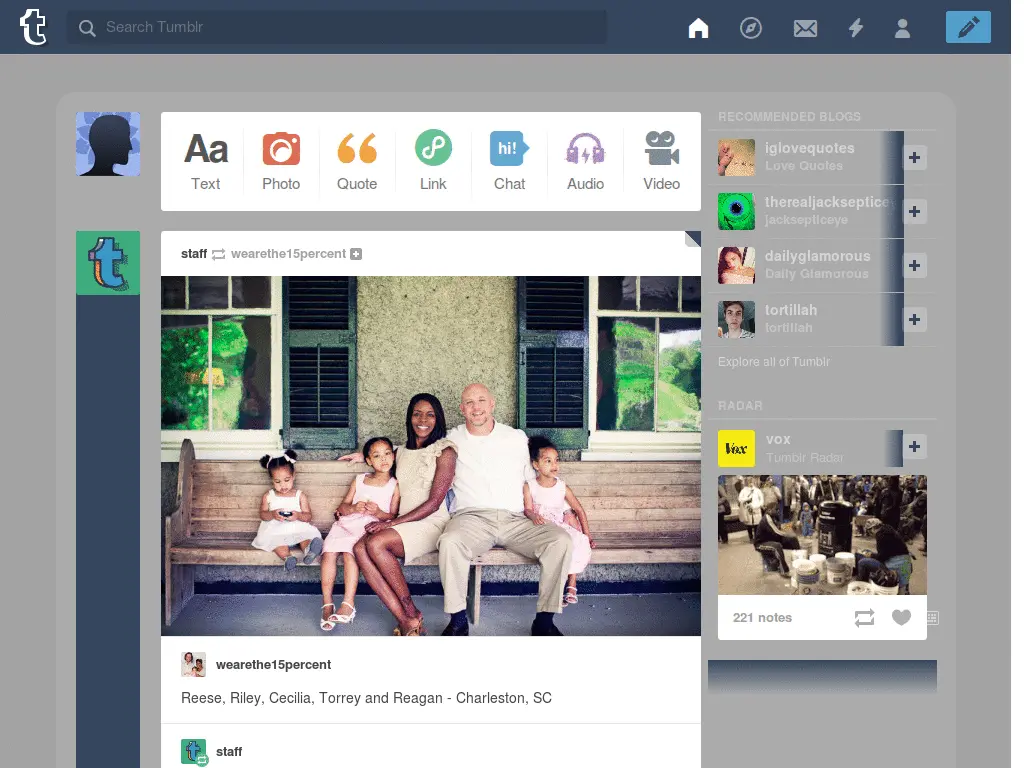 Search Tumblr
Aa
hi!
Text
Photo
Quote
Link
Chat
Audio
Video
staff wearethe15percent
wearethe15percent
Reese, Riley, Cecilia, Torrey and Reagan - Charleston, SC
staff
RECOMMENDED BLOGS
iglovequotes
Love Quotes
therealjackseptice
jacksepticeye
dailyglamorous
Daily Glamorous
tortillah
tortillah
Explore all of Tumblr
RADAR
Vox
vox
Tumblr Radar
221 notes